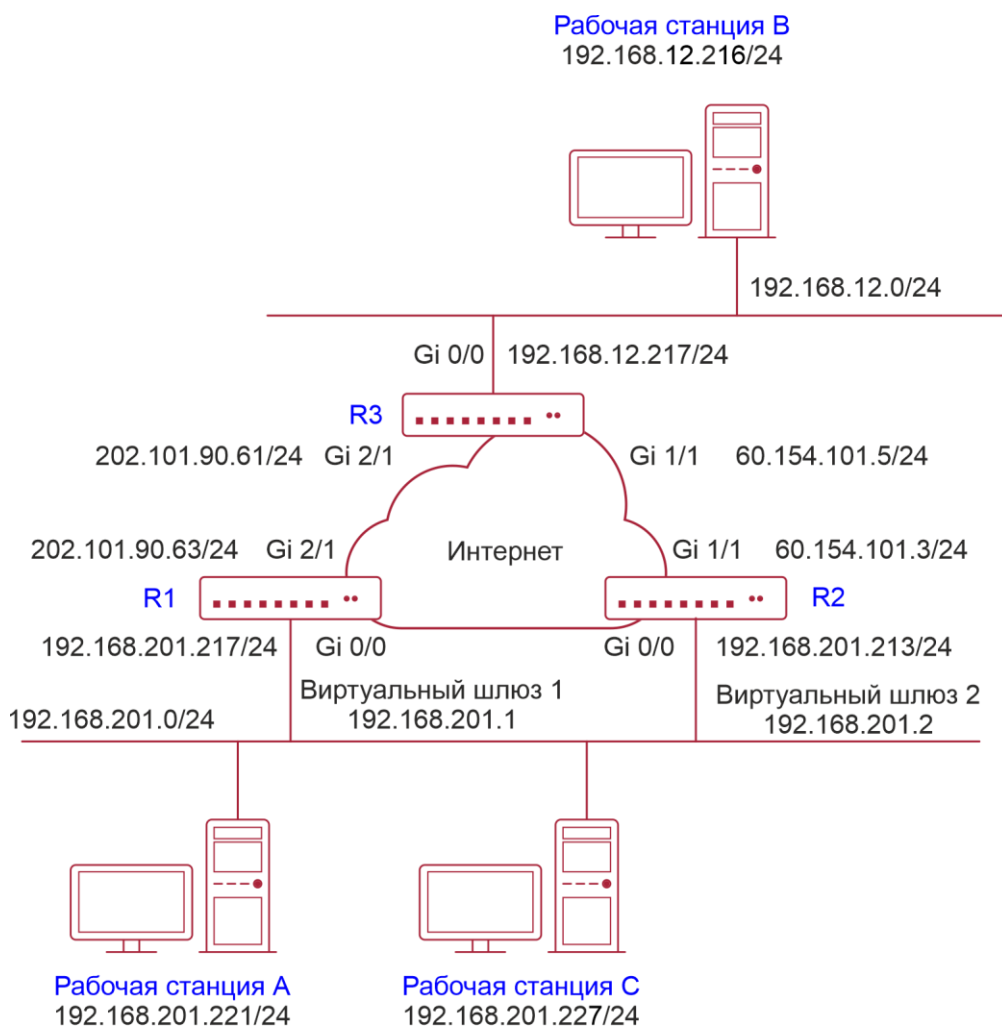 Рабочая станция B
192.168.12.216/24
192.168.12.0/24
Gi 0/0 192.168.12.217/24
R3
202.101.90.61/24 Gi 2/1 Gi 1/1 60.154.101.5/24
202.101.90.63/24 Gi 2/1 Интернет Gi 1/1 60.154.101.3/24
R1 R2
192.168.201.217/24 Gi 0/0 Gi 0/0 192.168.201.213/24
Виртуальный шлюз 1 Виртуальный шлюз 2
192.168.201.0/24 192.168.201.1 192.168.201.2
Рабочая станция A Рабочая станция C
192.168.201.221/24 192.168.201.227/24